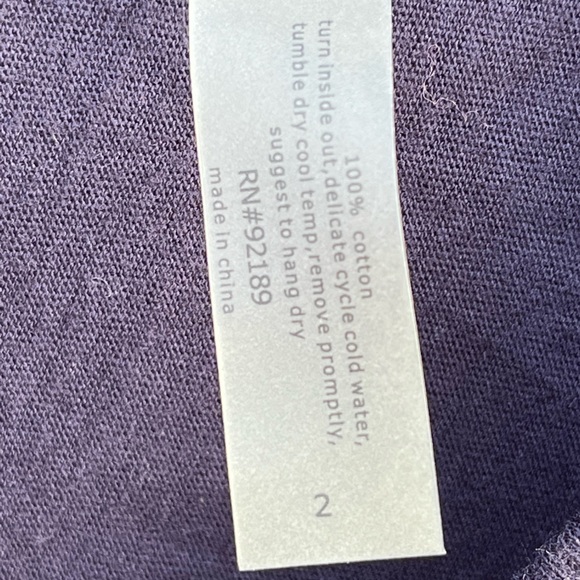 100% cotton
turn inside out, delicate cycle cold water,
tumble dry cool temp, remove promptly,
suggest to hang dry
RN#92189
made in china
2